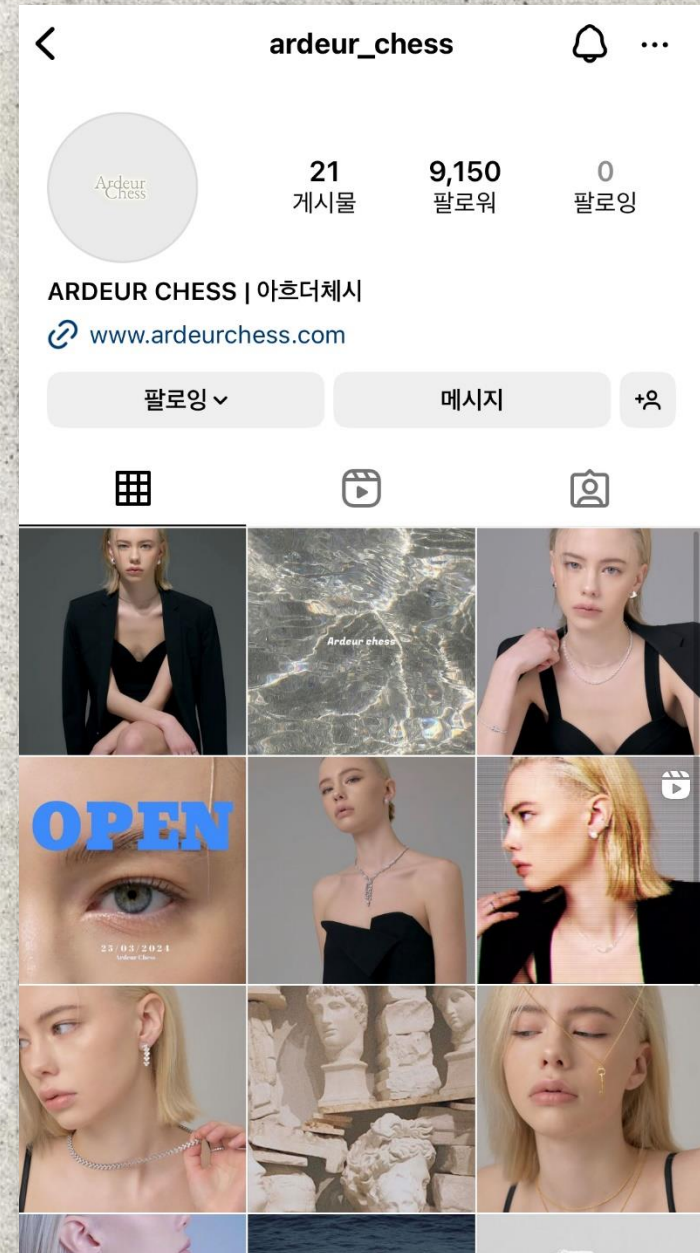 ardeur_chess
Ardeur
Chess
21
게시물
9,150
팔로워
0
팔로잉
ARDEUR CHESS | 아흐더체시
www.ardeurchess.com
팔로잉
메시지
Ardeur chess
OPEN
23/03/2024
Ardeur Chess